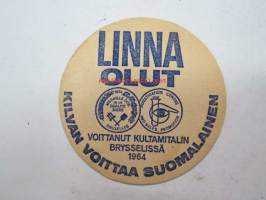 LINNA
OLUT
VOITTANUT KULTAMITALIN
BRYSSELISSÄ
1964
KILVAN VOITTAA SUOMALAINEN